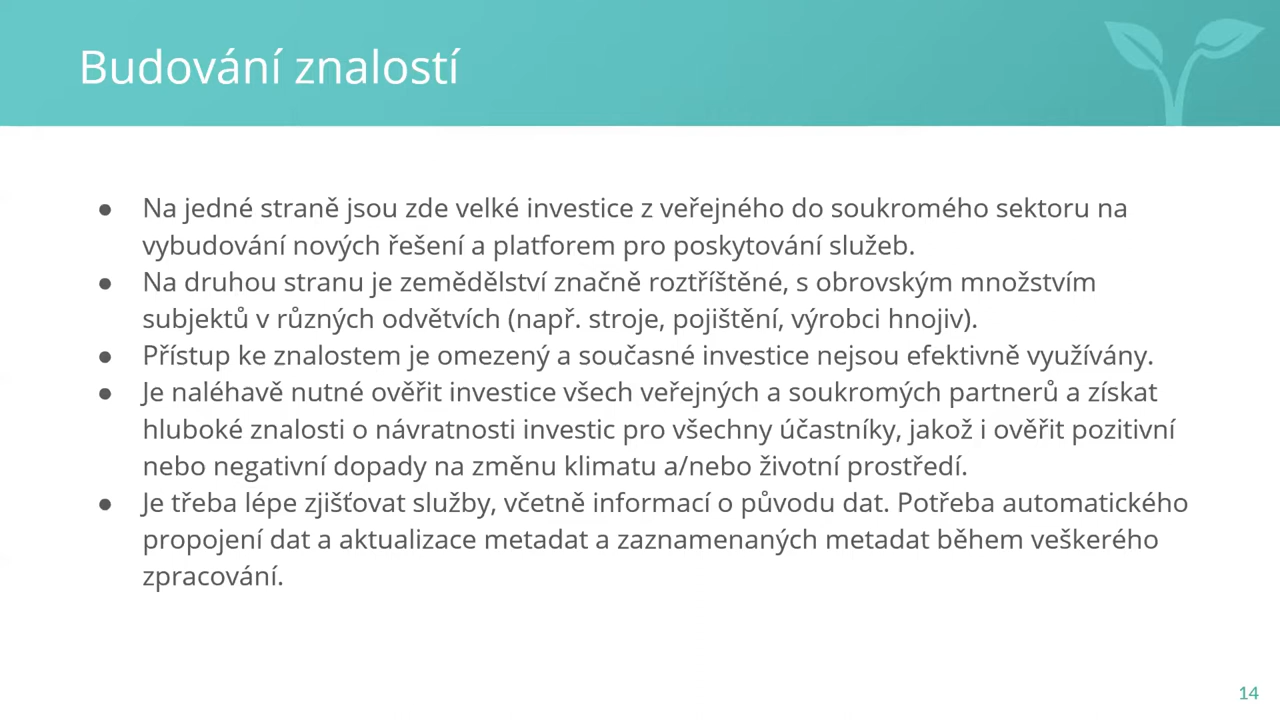 Budování znalostí
● Na jedné straně jsou zde velké investice z veřejného do soukromého sektoru na
vybudování nových řešení a platforem pro poskytování služeb.
● Na druhou stranu je zemědělství značně roztříštěné, s obrovským množstvím
subjektů v různých odvětvích (např. stroje, pojištění, výrobci hnojiv).
● Přístup ke znalostem je omezený a současné investice nejsou efektivně využívány.
● Je naléhavě nutné ověřit investice všech veřejných a soukromých partnerů a získat
hluboké znalosti o návratnosti investic pro všechny účastníky, jakož i ověřit pozitivní
nebo negativní dopady na změnu klimatu a/nebo životní prostředí.
● Je třeba lépe zjišťovat služby, včetně informací o původu dat. Potřeba automatického
propojení dat a aktualizace metadat a zaznamenaných metadat během veškerého
zpracování.
14